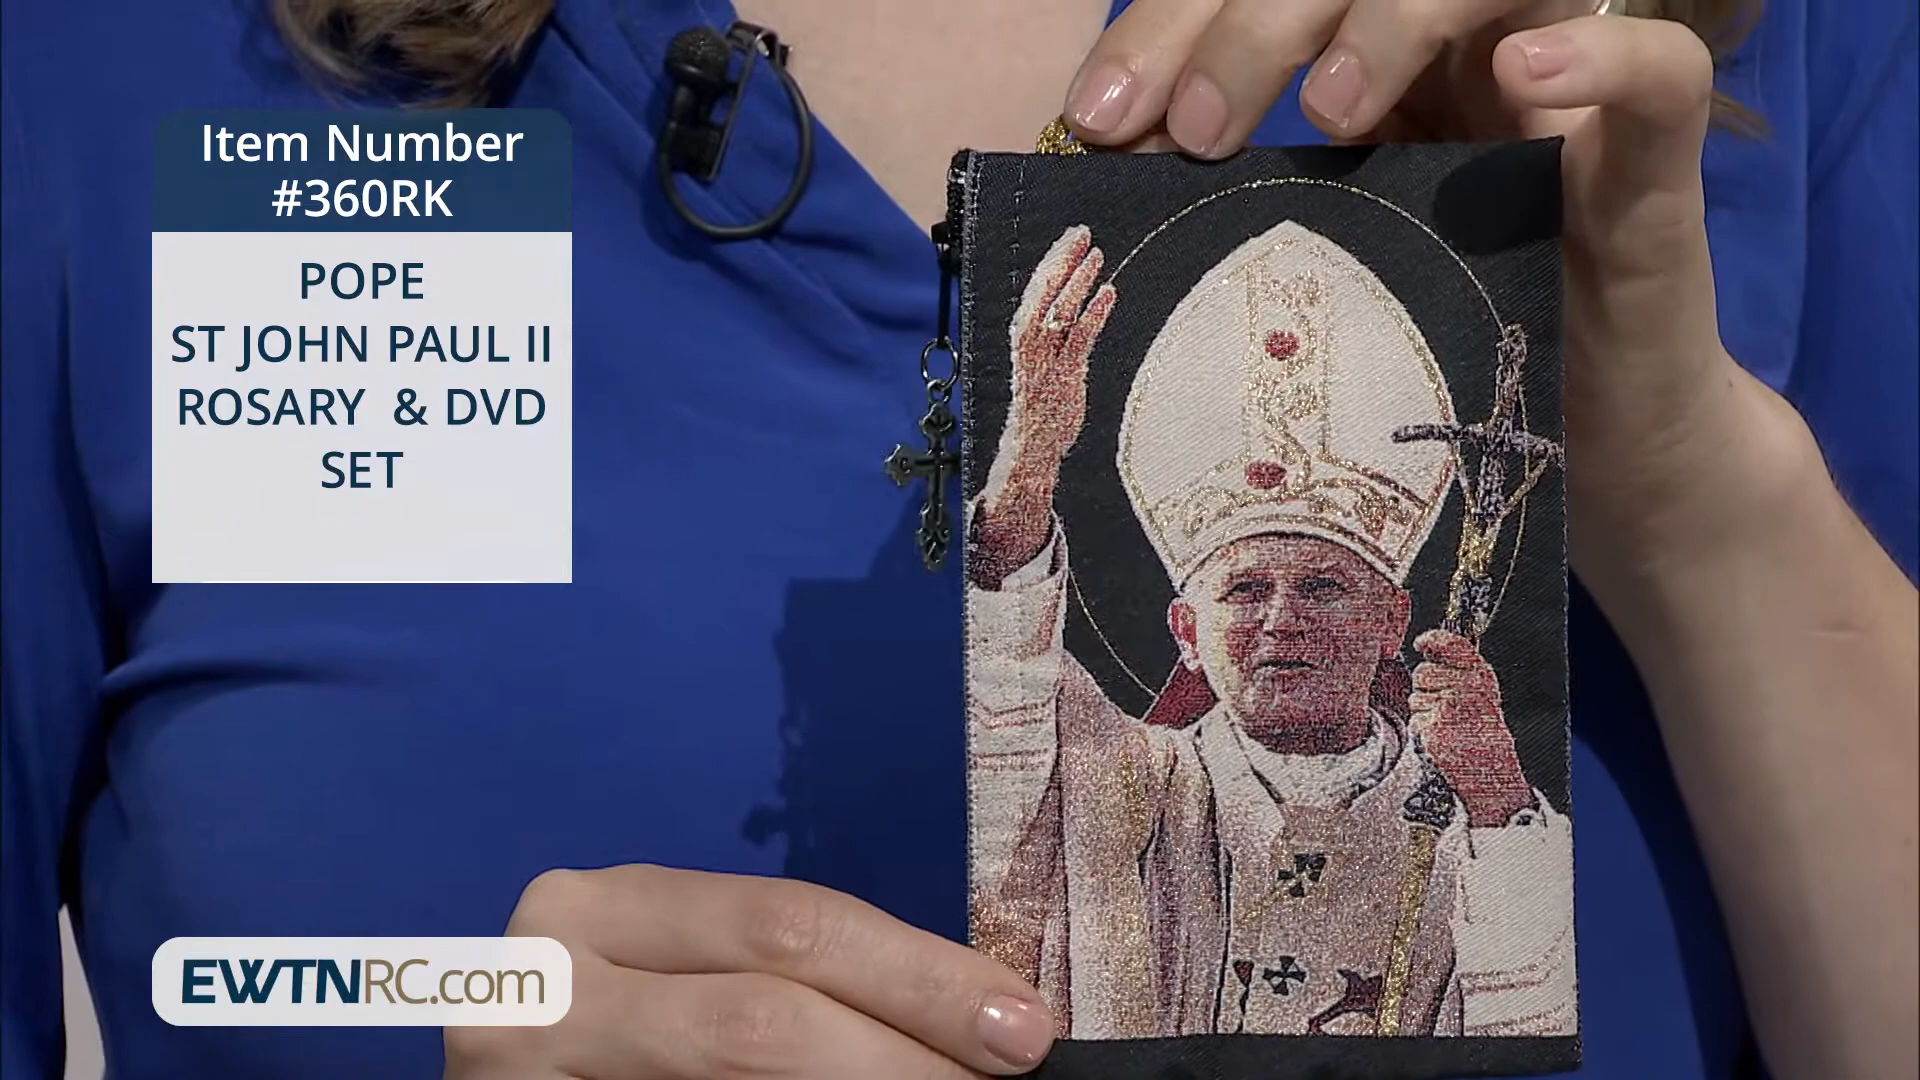 Item Number
#360RK
POPE
ST JOHN PAUL II
ROSARY & DVD
SET
EWTNRC.com